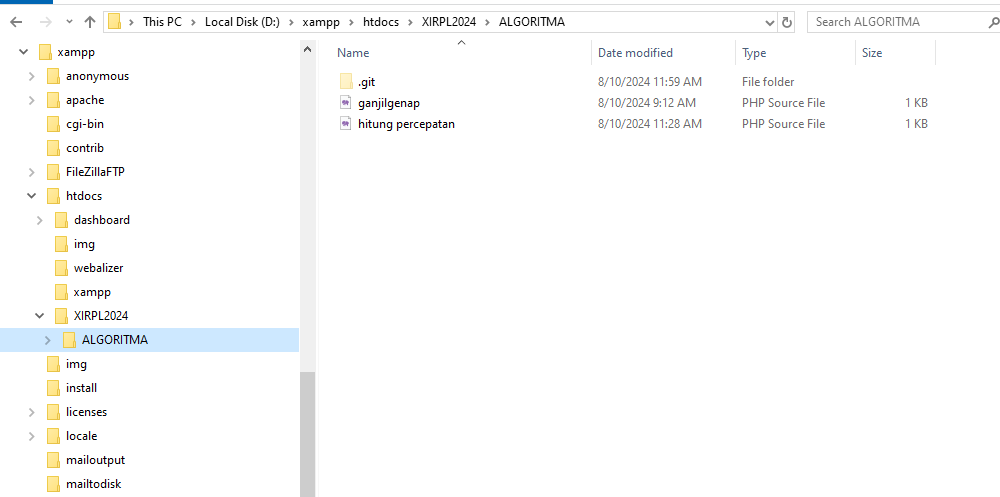 This PC > Local Disk (D:) > xampp > htdocs > XIRPL2024 > ALGORITMA
Search ALGORITMA
xampp
anonymous
apache
cgi-bin
contrib
FileZillaFTP
htdocs
dashboard
img
webalizer
xampp
XIRPL2024
ALGORITMA
img
install
licenses
locale
mailoutput
mailtodisk
Name Date modified Type Size
.git 8/10/2024 11:59 AM File folder
ganjilgenap 8/10/2024 9:12 AM PHP Source File 1 KB
hitung percepatan 8/10/2024 11:28 AM PHP Source File 1 KB